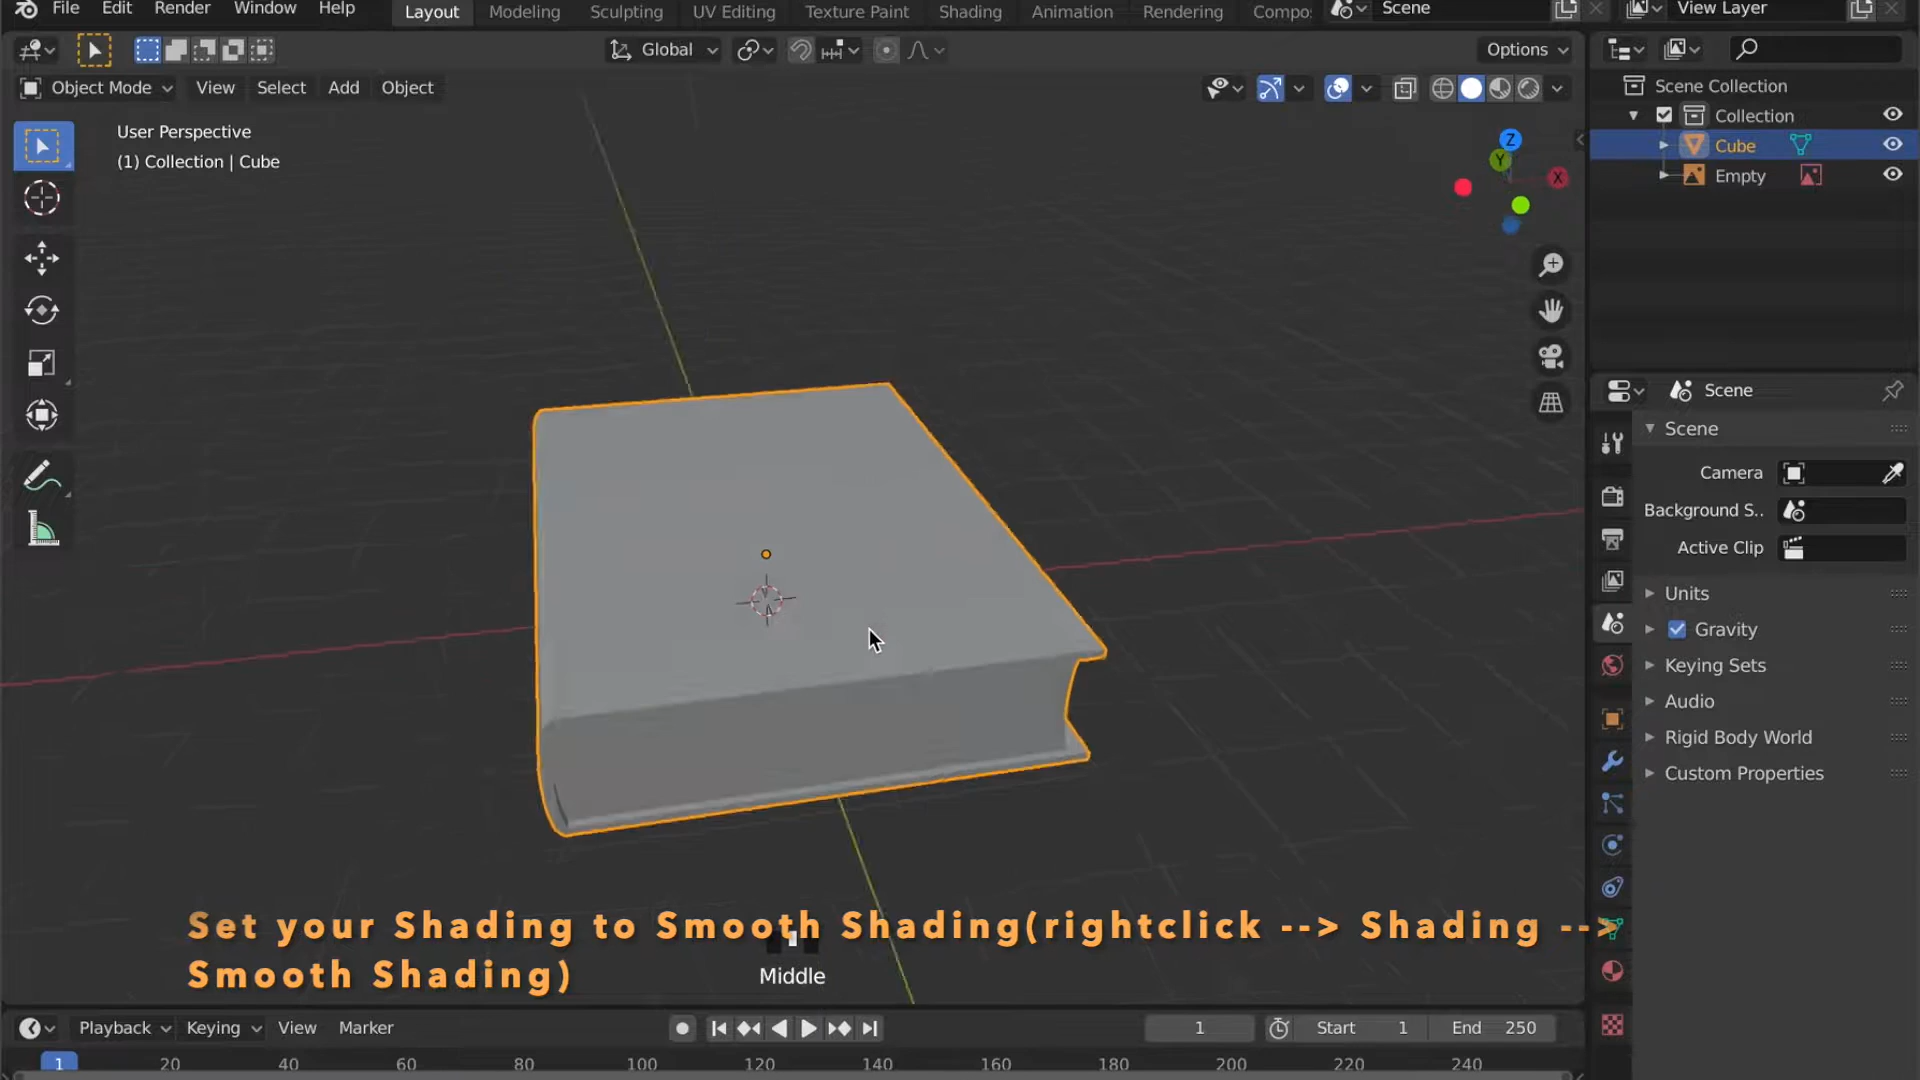 File Edit Render Window Help Layout Modeling Sculpting UV Editing Texture Paint Shading Animation Rendering Compo Scene View Layer
Global Options
Object Mode View Select Add Object
Scene Collection
User Perspective
(1) Collection | Cube
Collection
Cube
Empty
Z
Y
X
Scene
Scene
Camera
Background S..
Active Clip
Units
Gravity
Keying Sets
Audio
Rigid Body World
Custom Properties
Set your Shading to Smooth Shading(rightclick --> Shading -->
Smooth Shading)
Middle
Playback Keying View Marker 1 Start 1 End 250
1 20 40 60 80 100 120 140 160 180 200 220 240